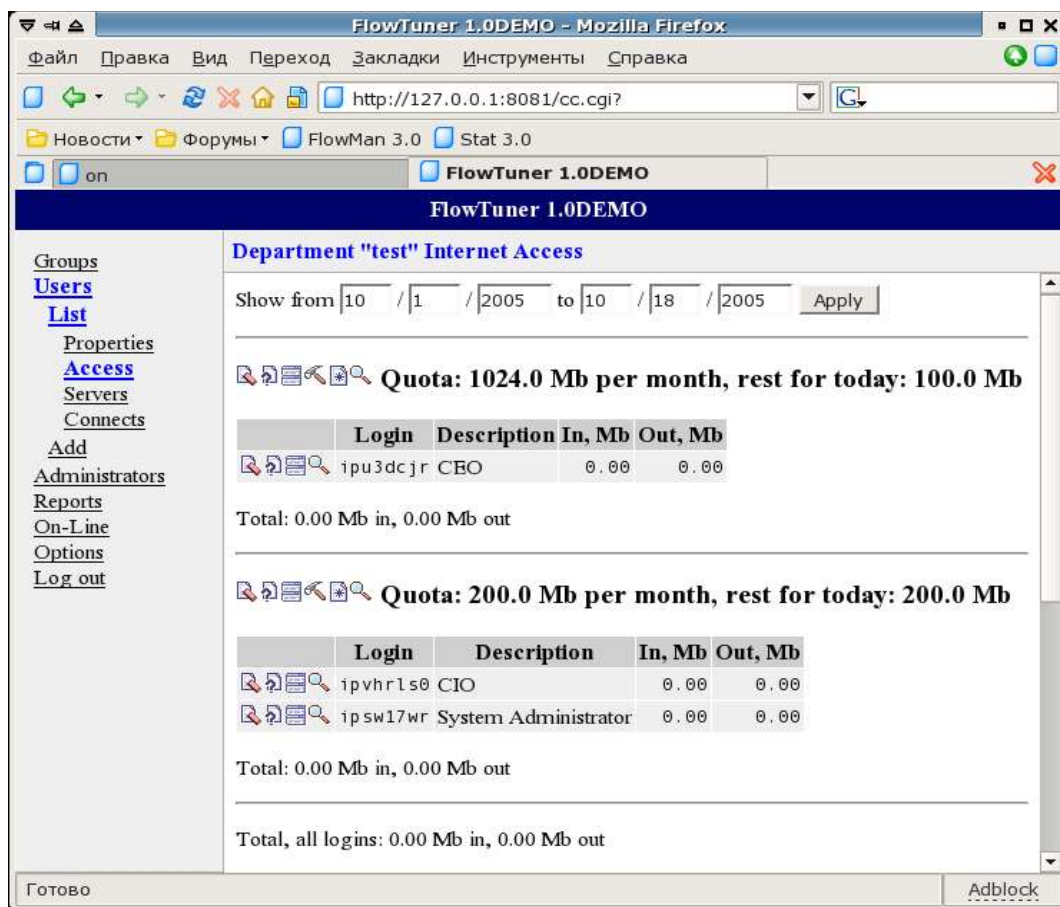 FlowTuner 1.0DEMO - Mozilla Firefox
Файл Правка Вид Переход Закладки Инструменты Справка
http://127.0.0.1:8081/cc.cgi? G
Новости Форумы FlowMan 3.0 Stat 3.0
on FlowTuner 1.0DEMO
FlowTuner 1.0DEMO
Groups
Users
List
Properties
Access
Servers
Connects
Add
Administrators
Reports
On-Line
Options
Log out
Department "test" Internet Access
Show from 10 / 1 / 2005 to 10 / 18 / 2005 Apply
Quota: 1024.0 Mb per month, rest for today: 100.0 Mb
Login Description In, Mb Out, Mb
ipu3dcjr CEO 0.00 0.00
Total: 0.00 Mb in, 0.00 Mb out
Quota: 200.0 Mb per month, rest for today: 200.0 Mb
Login Description In, Mb Out, Mb
ipvhrls0 CIO 0.00 0.00
ipsw17wr System Administrator 0.00 0.00
Total: 0.00 Mb in, 0.00 Mb out
Total, all logins: 0.00 Mb in, 0.00 Mb out
Готово Adblock